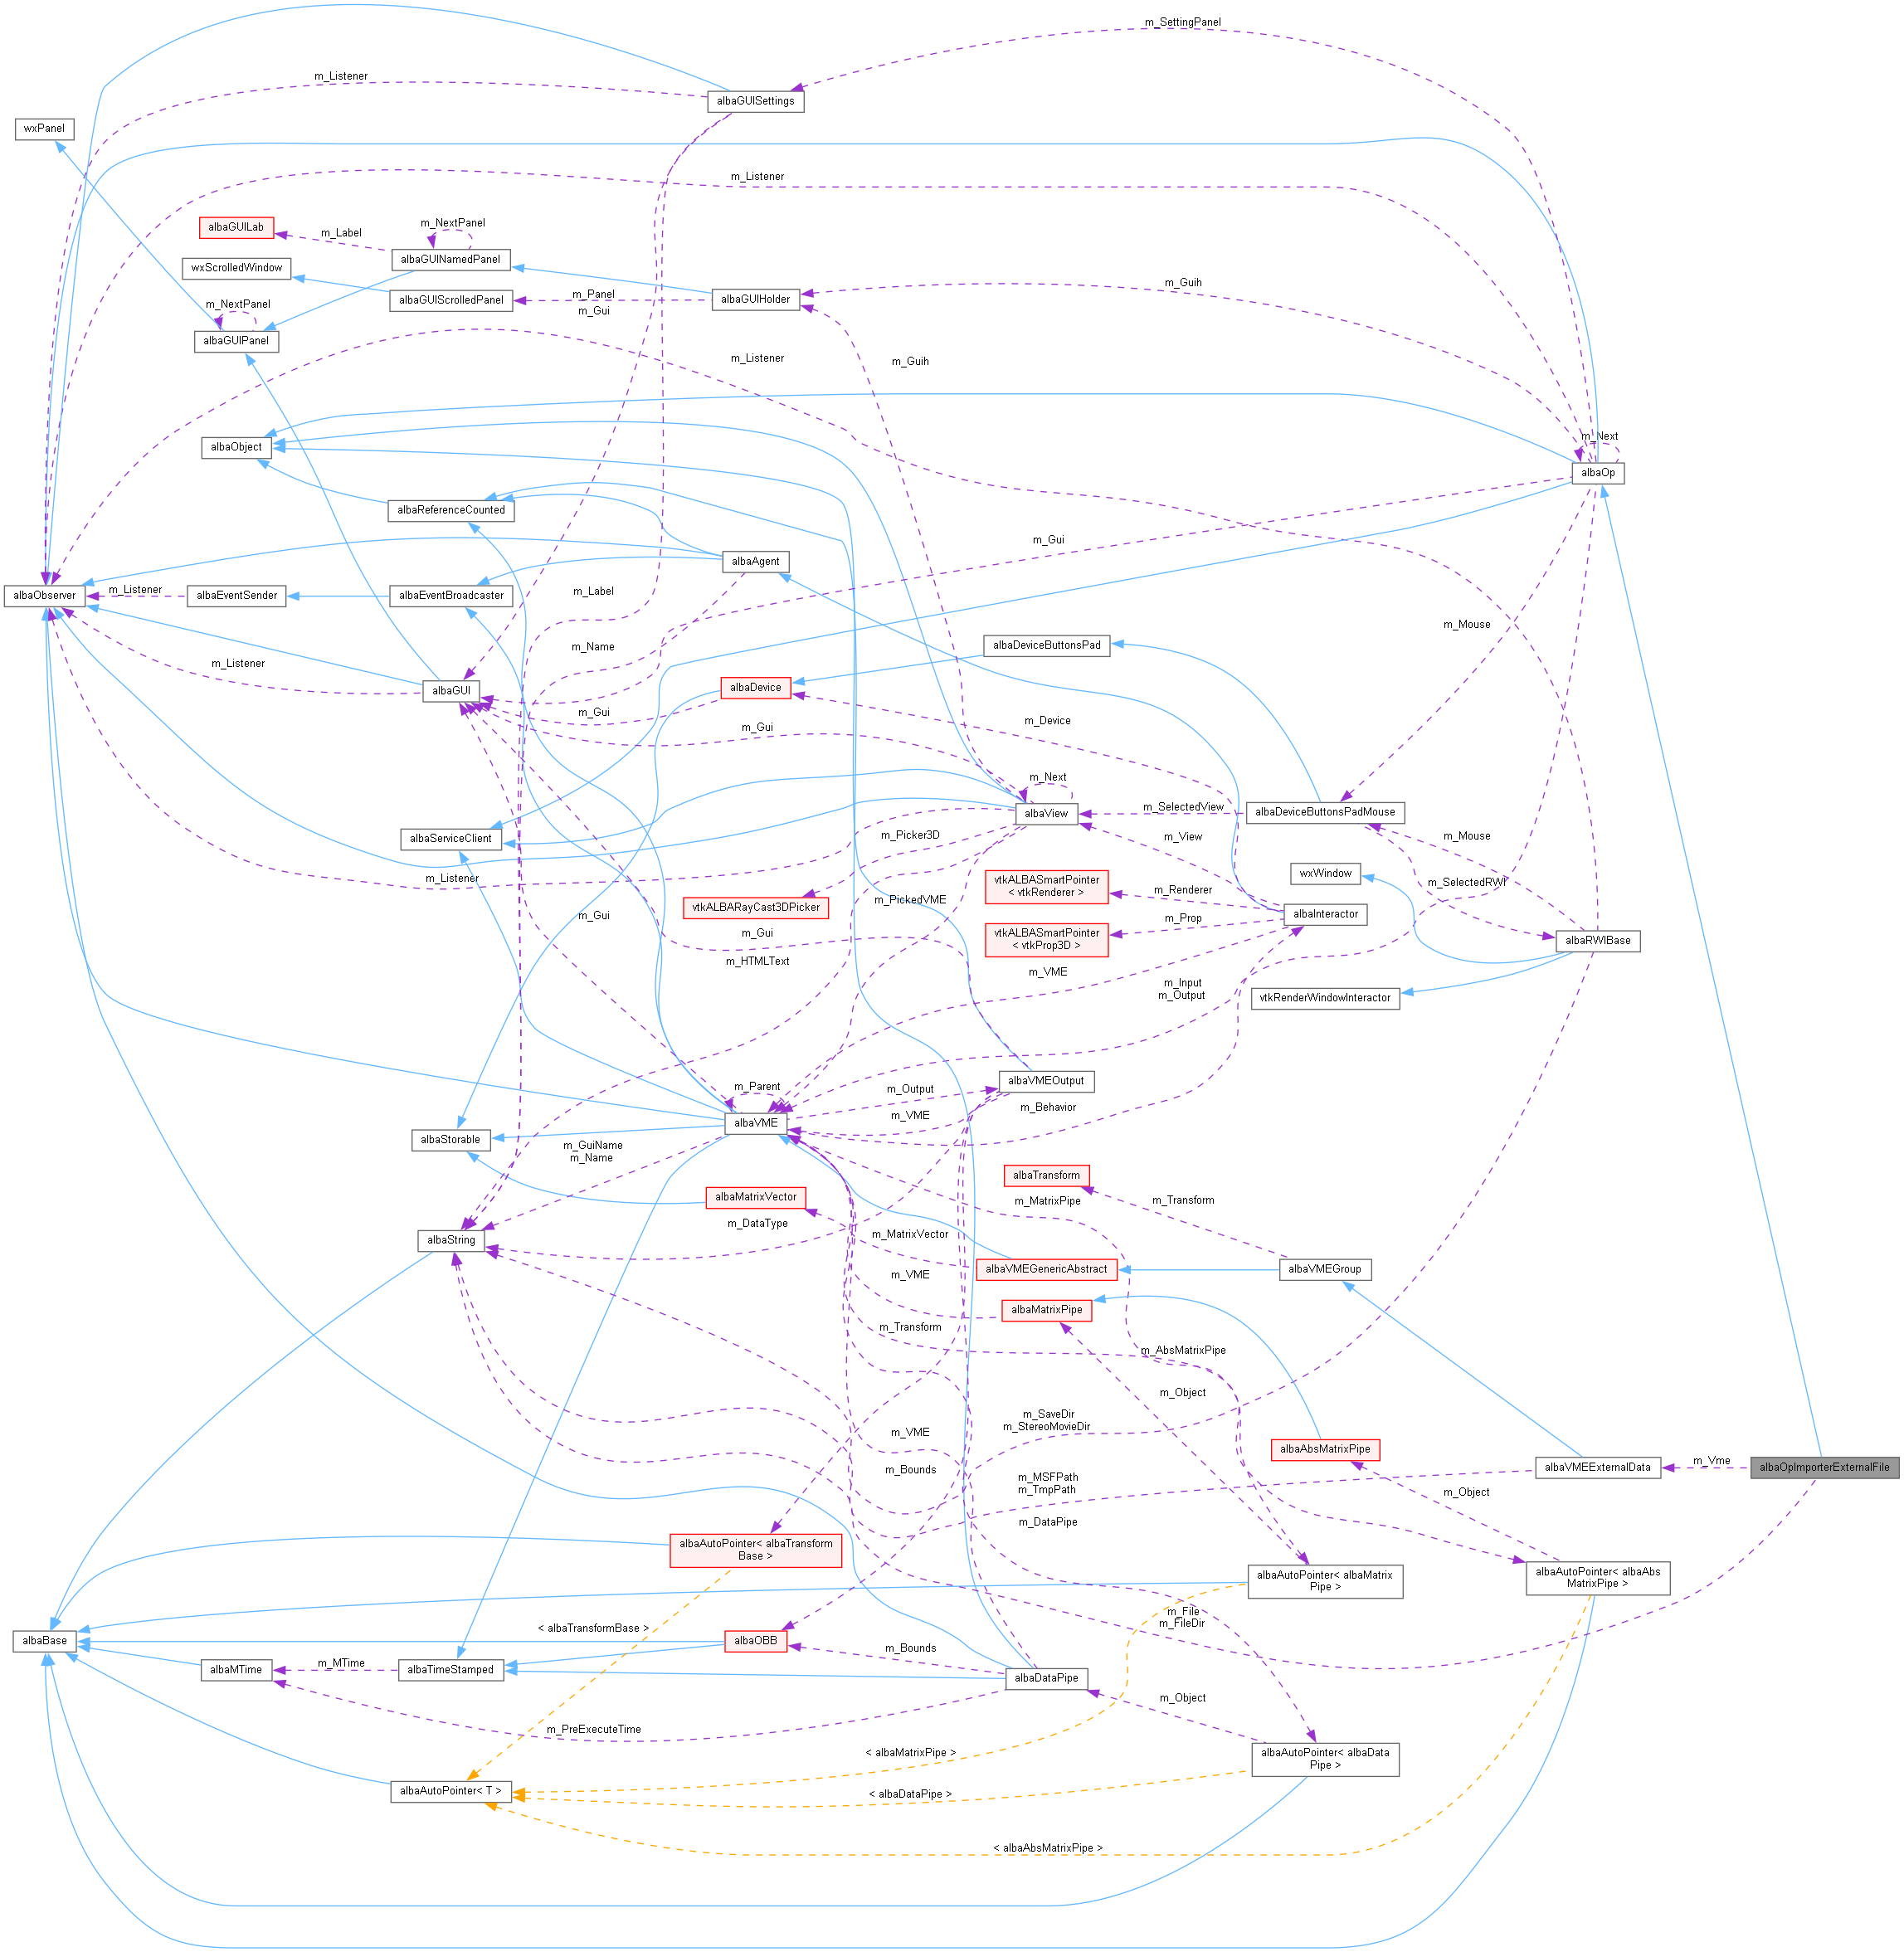 m_SettingPanel
m_Listener
albaGUISettings
wxPanel
m_Listener
m_NextPanel
albaGUILab
m_Label
albaGUINamedPanel
wxScrolledWindow
m_Guih
albaGUIScrolledPanel
m_Panel
m_Gui
albaGUIHolder
m_NextPanel
albaGUIPanel
m_Listener
m_Guih
m_Next
albaObject
albaOp
albaReferenceCounted
m_Gui
albaAgent
m_Listener
m_Label
albaObserver
albaEventSender
albaEventBroadcaster
m_Mouse
m_Name
albaDeviceButtonsPad
m_Listener
albaGUI
albaDevice
m_Gui
m_Device
m_Gui
m_Next
m_SelectedView
albaView
albaDeviceButtonsPadMouse
albaServiceClient
m_Picker3D
m_View
m_Mouse
m_Listener
wxWindow
m_SelectedRWI
vtkALBASmartPointer
< vtkRenderer >
m_Renderer
m_PickedVME
vtkALBARayCast3DPicker
m_Gui
albaInteractor
m_Prop
vtkALBASmartPointer
< vtkProp3D >
m_Gui
albaRWIBase
m_HTMLText
m_VME
m_Input
m_Output
vtkRenderWindowInteractor
albaVMEOutput
m_Parent
m_Output
m_Behavior
m_VME
albaVME
albaStorable
m_GuiName
m_Name
albaTransform
albaMatrixVector
m_MatrixPipe
m_Transform
m_DataType
albaString
m_MatrixVector
albaVMEGenericAbstract
albaVMEGroup
m_VME
albaMatrixPipe
m_Transform
m_AbsMatrixPipe
m_Object
m_SaveDir
m_StereoMovieDir
m_VME
albaAbsMatrixPipe
m_Vme
albaVMEExternalData
albaOpImporterExternalFile
m_Bounds
m_MSFPath
m_TmpPath
m_Object
m_DataPipe
albaAutoPointer< albaTransform
Base >
albaAutoPointer< albaMatrix
Pipe >
albaAutoPointer< albaAbs
MatrixPipe >
m_File
m_FileDir
< albaTransformBase >
albaBase
albaOBB
m_Bounds
m_MTime
albaMTime
albaTimeStamped
albaDataPipe
m_Object
m_PreExecuteTime
< albaMatrixPipe >
albaAutoPointer< albaData
Pipe >
albaAutoPointer< T >
< albaDataPipe >
< albaAbsMatrixPipe >